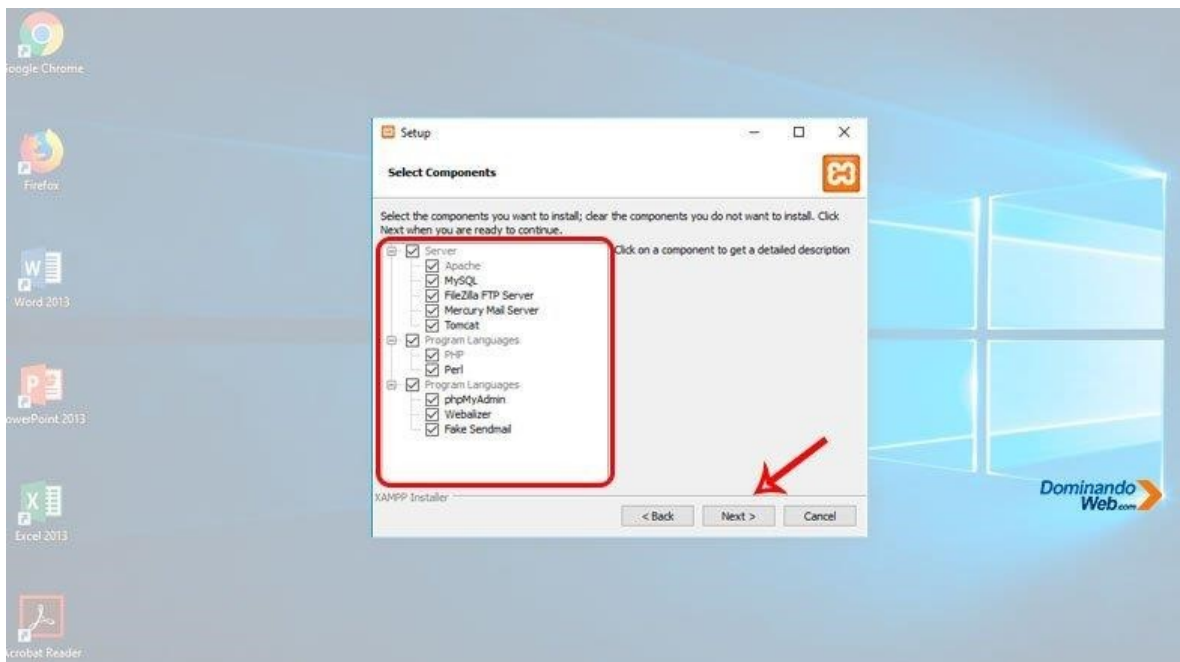 Google Chrome
Firefox
Word 2013
PowerPoint 2013
Excel 2013
Acrobat Reader
Setup
Select Components
Select the components you want to install; clear the components you do not want to install. Click
Next when you are ready to continue.
Server
Apache
MySQL
FileZilla FTP Server
Mercury Mail Server
Tomcat
Program Languages
PHP
Perl
Program Languages
phpMyAdmin
Webalizer
Fake Sendmail
Click on a component to get a detailed description
XAMPP Installer
< Back
Next >
Cancel
Dominando
Web.com